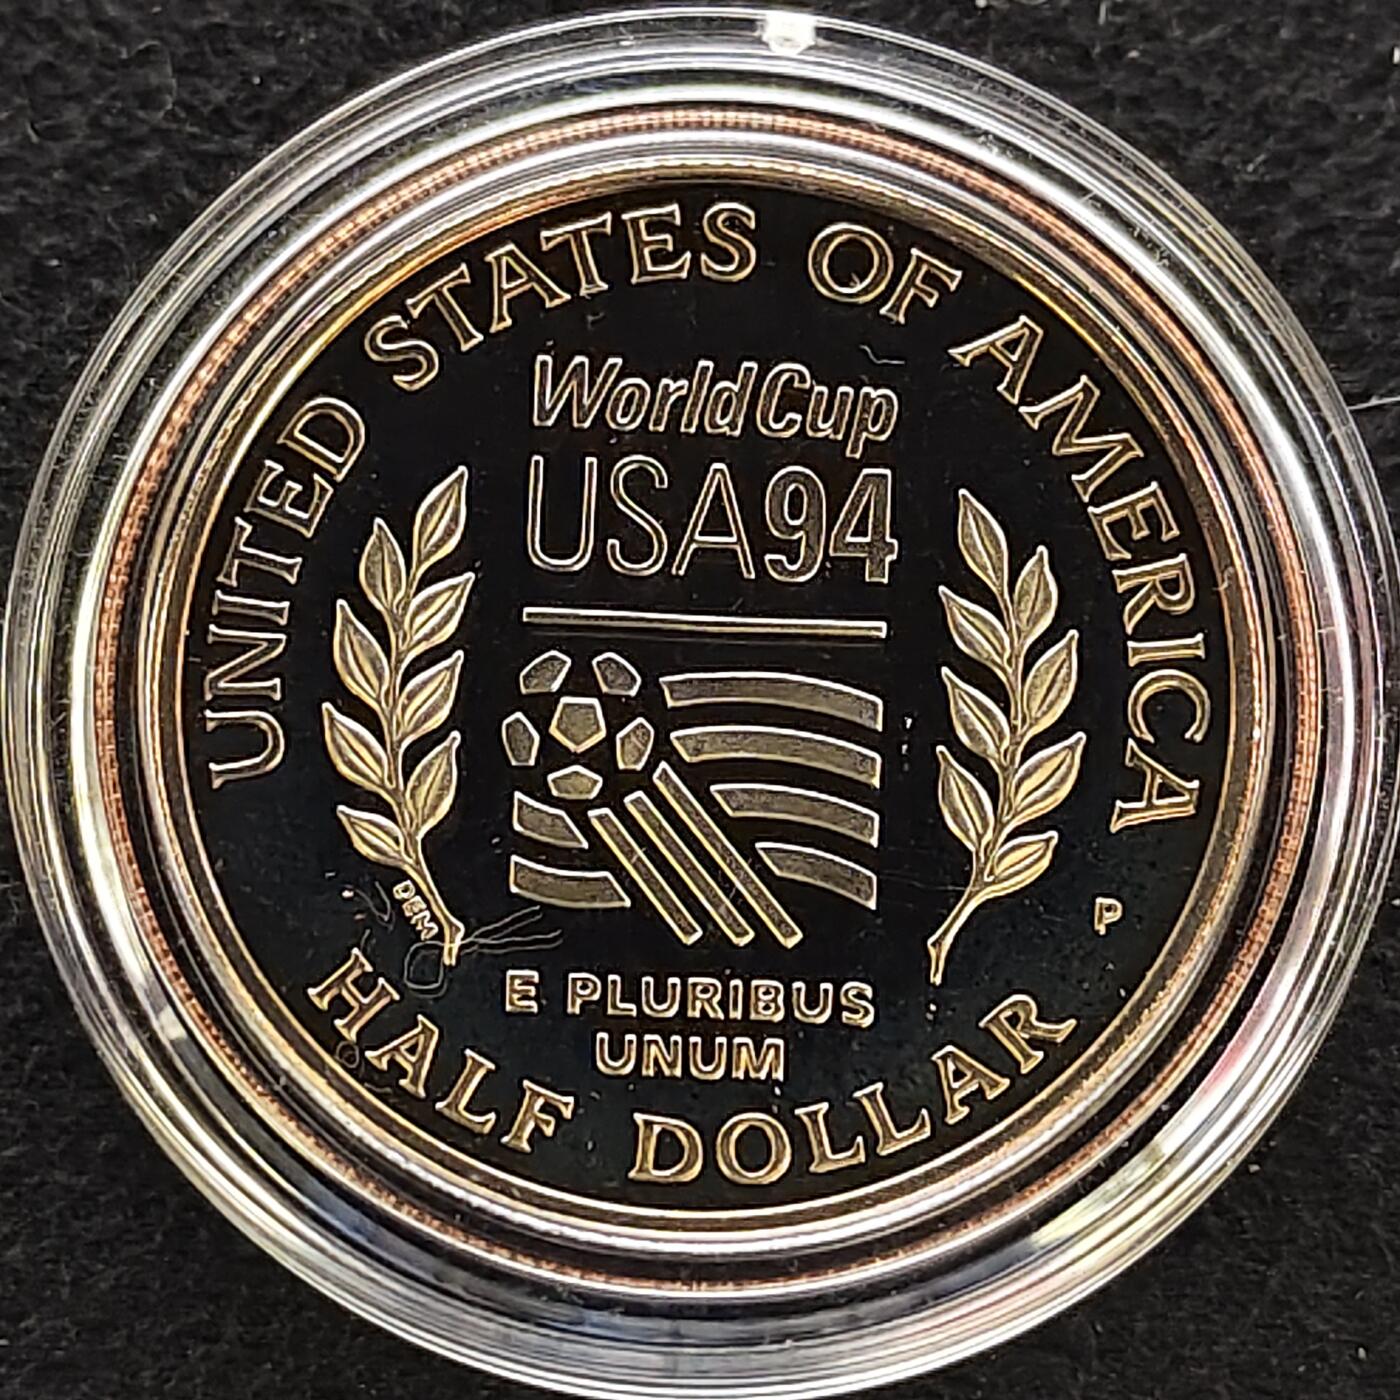 UNITED STATES OF AMERICA
WorldCup
USA94
DEM
P
E PLURIBUS
UNUM
HALF DOLLAR